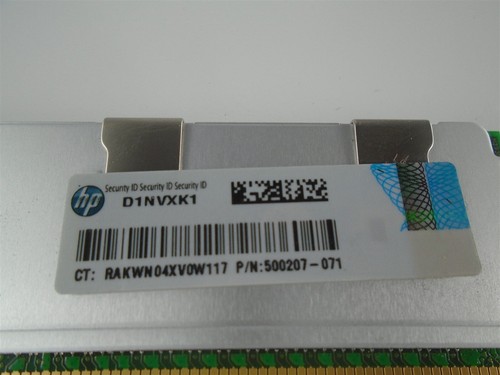 hp
Security ID Security ID Security ID
D1NVXK1
CT: RAKWN04XV0W117 P/N:500207-071